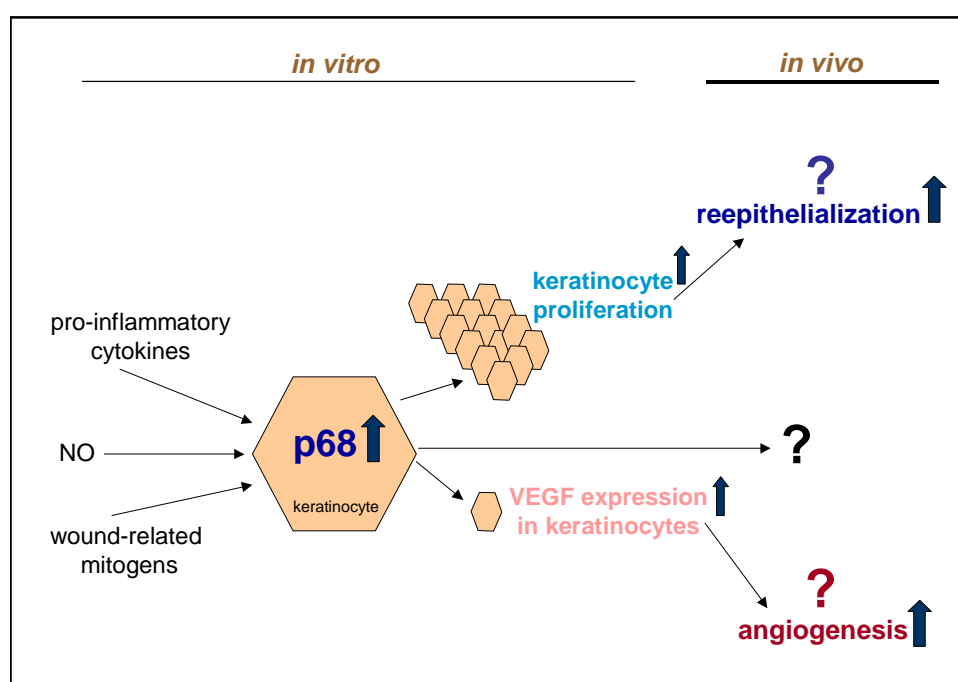 in vitro
in vivo
?
reepithelialization
keratinocyte
proliferation
pro-inflammatory
cytokines
NO
p68
keratinocyte
?
wound-related
mitogens
VEGF expression
in keratinocytes
?
angiogenesis